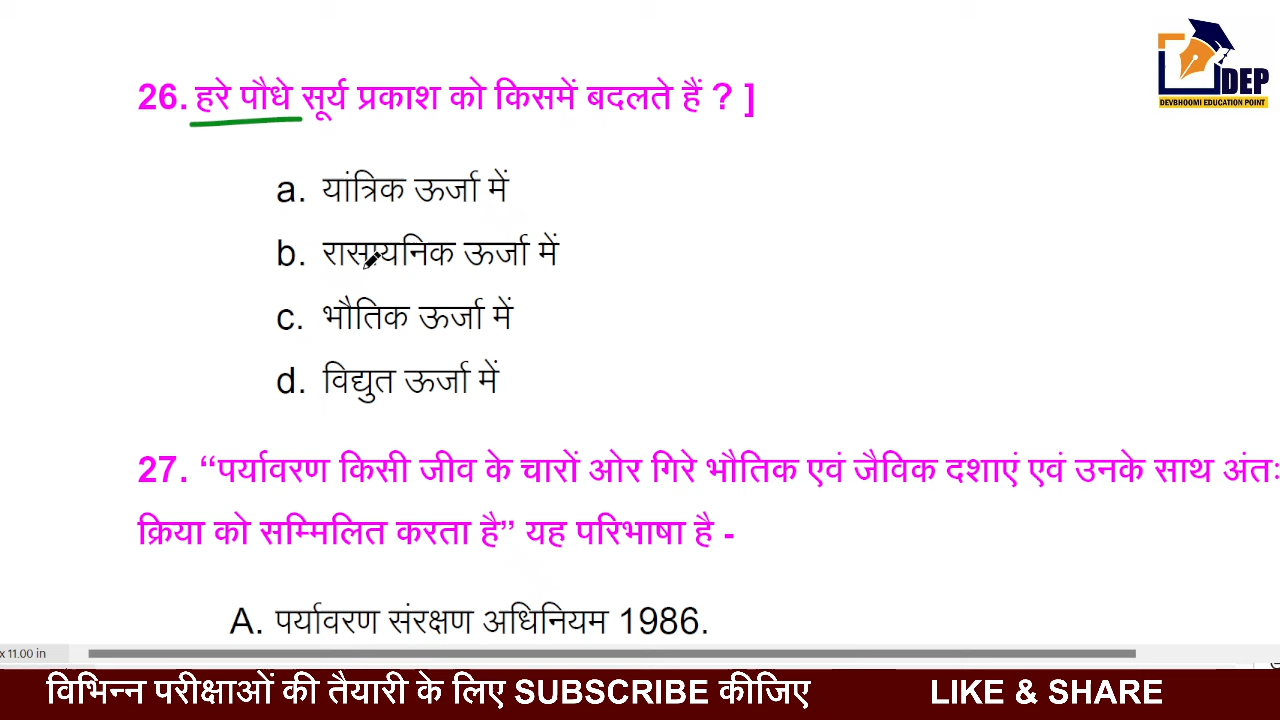 DEP
DEVBHOOMI EDUCATION POINT
26. हरे पौधे सूर्य प्रकाश को किसमें बदलते हैं ? ]
a. यांत्रिक ऊर्जा में
b. रासायनिक ऊर्जा में
c. भौतिक ऊर्जा में
d. विद्युत ऊर्जा में
27. “पर्यावरण किसी जीव के चारों ओर गिरे भौतिक एवं जैविक दशाएं एवं उनके साथ अंतः
क्रिया को सम्मिलित करता है” यह परिभाषा है -
A. पर्यावरण संरक्षण अधिनियम 1986.
x 11.00 in
विभिन्न परीक्षाओं की तैयारी के लिए SUBSCRIBE कीजिए LIKE & SHARE